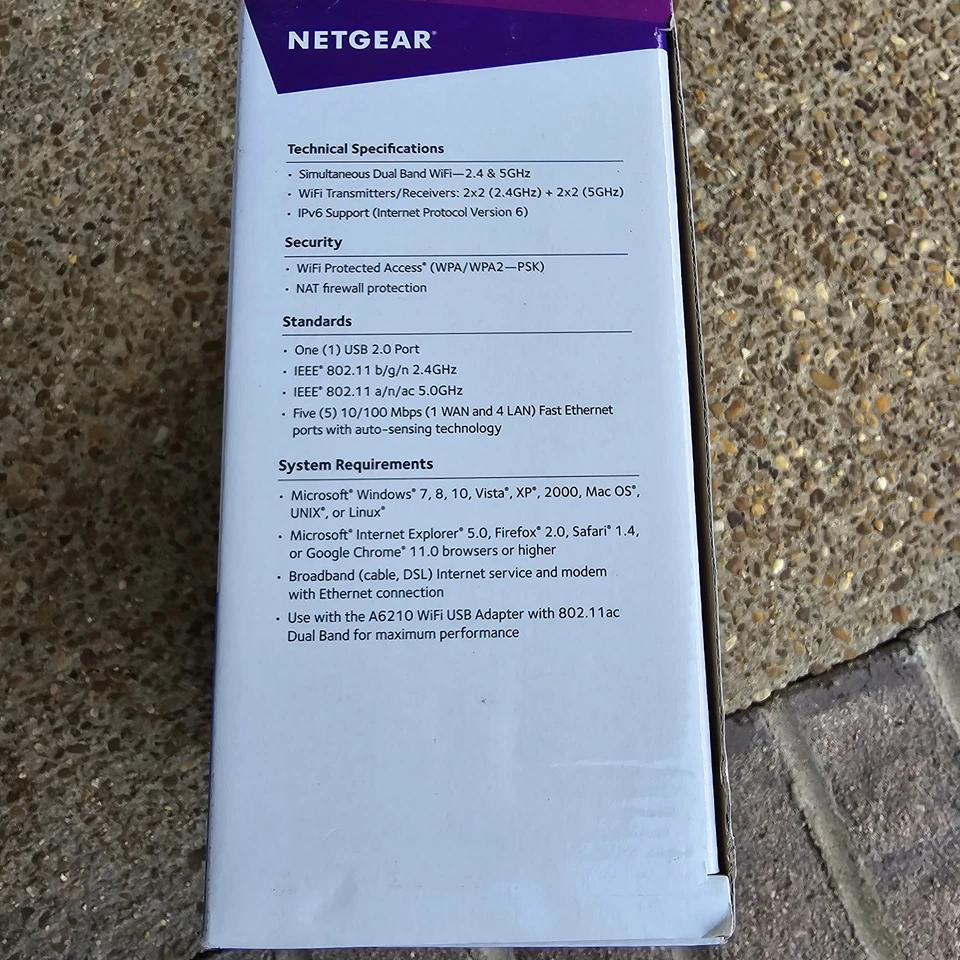 NETGEAR®
Technical Specifications
• Simultaneous Dual Band WiFi—2.4 & 5GHz
• WiFi Transmitters/Receivers: 2x2 (2.4GHz) + 2x2 (5GHz)
• IPv6 Support (Internet Protocol Version 6)
Security
• WiFi Protected Access® (WPA/WPA2—PSK)
• NAT firewall protection
Standards
• One (1) USB 2.0 Port
• IEEE® 802.11 b/g/n 2.4GHz
• IEEE® 802.11 a/n/ac 5.0GHz
• Five (5) 10/100 Mbps (1 WAN and 4 LAN) Fast Ethernet
ports with auto-sensing technology
System Requirements
• Microsoft® Windows® 7, 8, 10, Vista®, XP®, 2000, Mac OS®,
UNIX®, or Linux®
• Microsoft® Internet Explorer® 5.0, Firefox® 2.0, Safari® 1.4,
or Google Chrome® 11.0 browsers or higher
• Broadband (cable, DSL) Internet service and modem
with Ethernet connection
• Use with the A6210 WiFi USB Adapter with 802.11ac
Dual Band for maximum performance